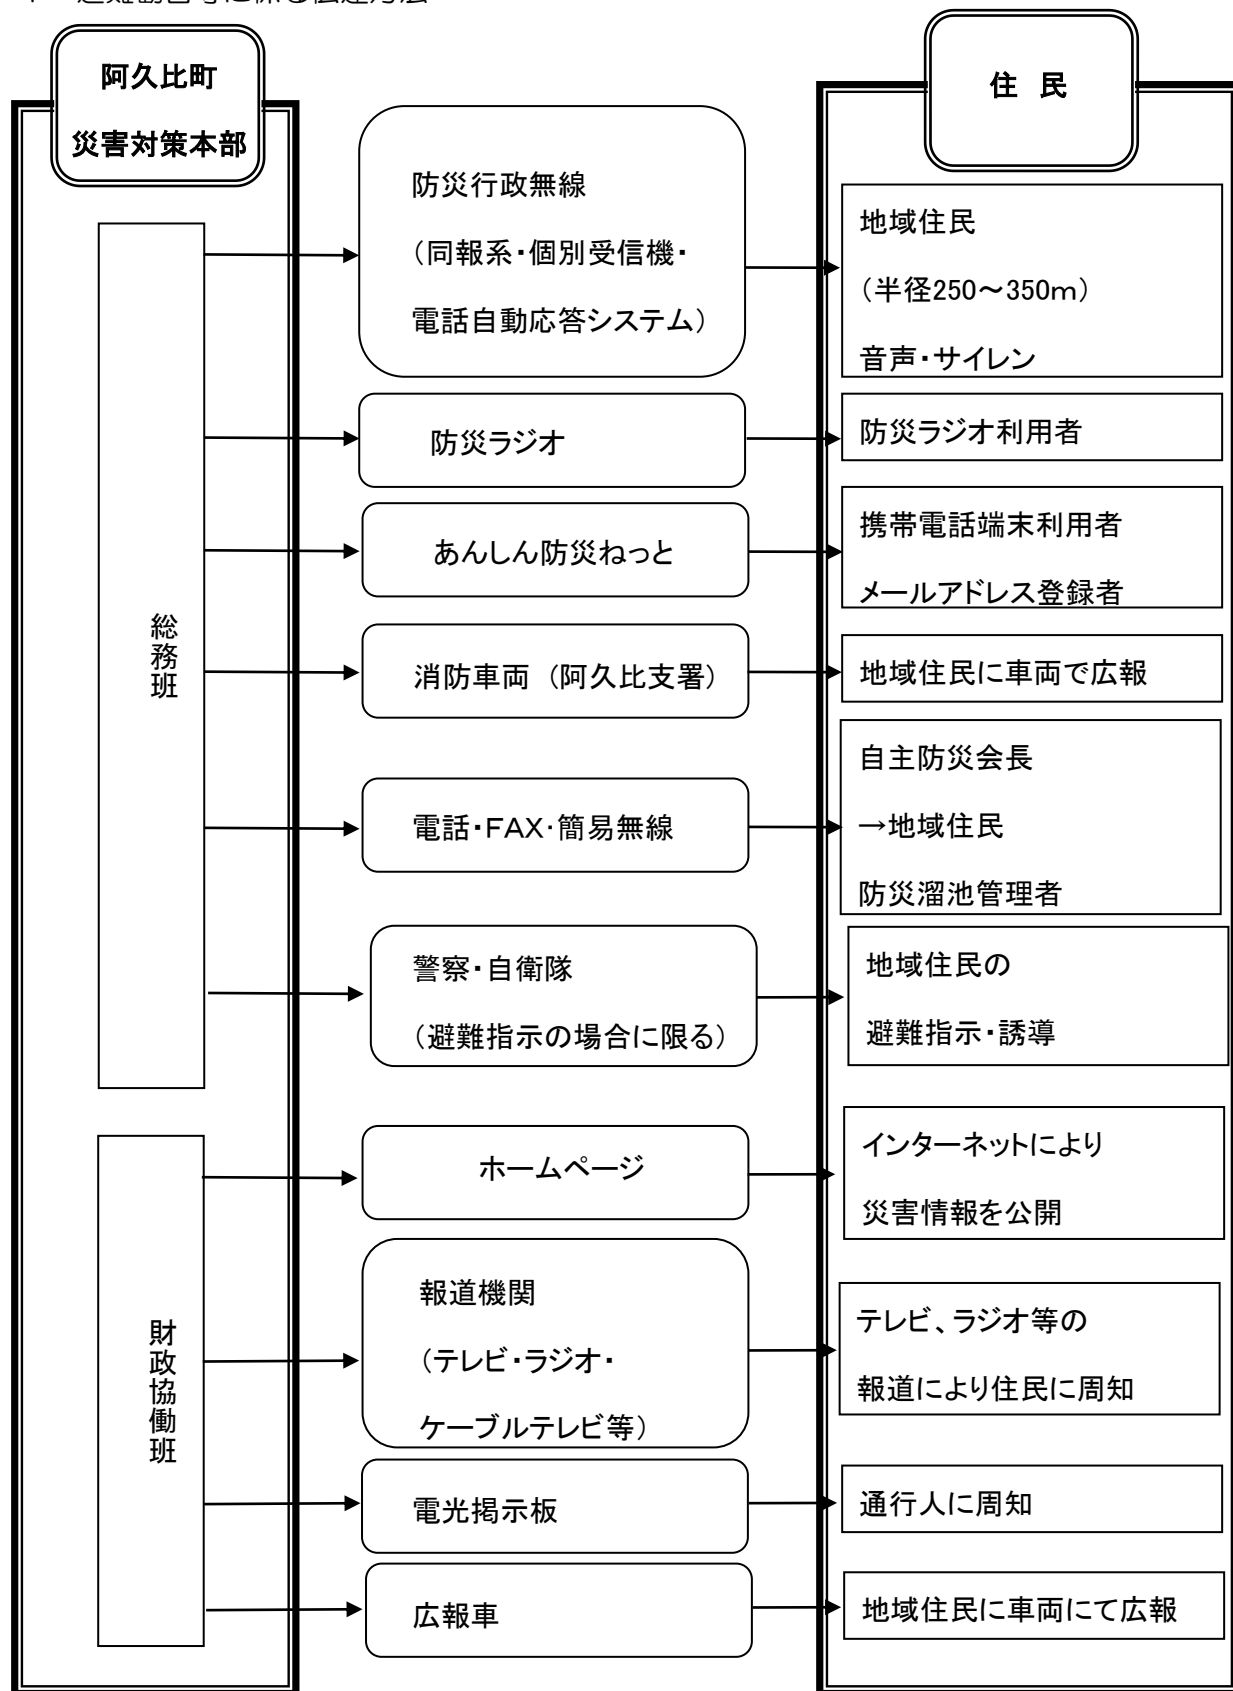 避難勧告等に係る伝達方法
阿久比町
災害対策本部
住 民
総務班
防災行政無線
（同報系・個別受信機・
電話自動応答システム）
地域住民
（半径250～350ｍ）
音声・サイレン
防災ラジオ
防災ラジオ利用者
あんしん防災ねっと
携帯電話端末利用者
メールアドレス登録者
消防車両（阿久比支署）
地域住民に車両で広報
電話・FAX・簡易無線
自主防災会長
→地域住民
防災溜池管理者
警察・自衛隊
（避難指示の場合に限る）
地域住民の
避難指示・誘導
財政協働班
ホームページ
インターネットにより
災害情報を公開
報道機関
（テレビ・ラジオ・
ケーブルテレビ等）
テレビ、ラジオ等の
報道により住民に周知
電光掲示板
通行人に周知
広報車
地域住民に車両にて広報